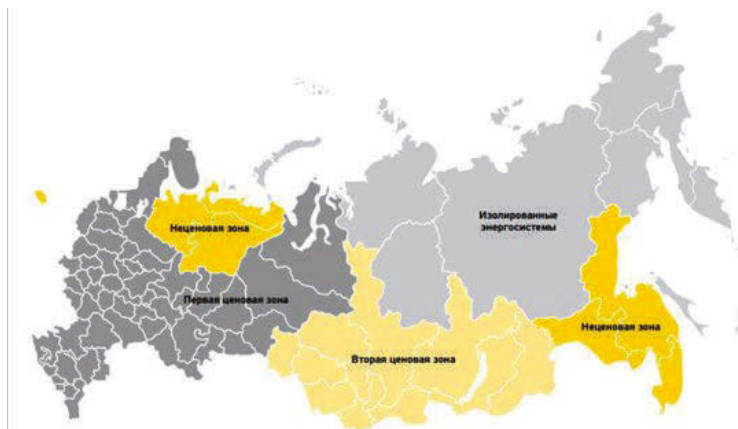 Изолированные
энергосистемы
Неценовая зона
Первая ценовая зона
Неценовая зона
Вторая ценовая зона